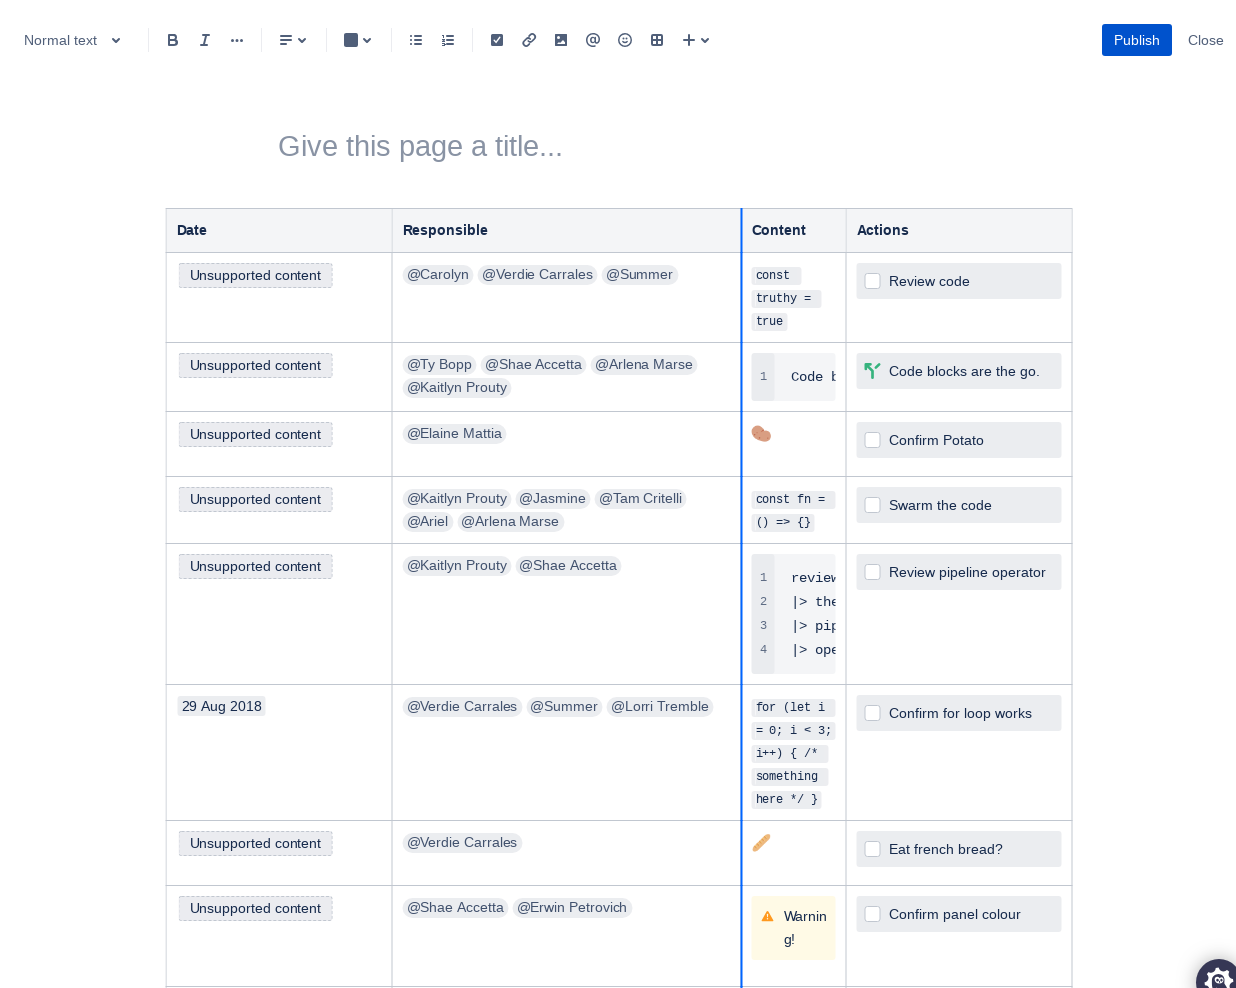 Normal text
Publish
Close
Give this page a title...
Date Responsible Content Actions
Unsupported content
@Carolyn @Verdie Carrales @Summer
const
truthy =
true
Review code
Unsupported content
@Ty Bopp @Shae Accetta @Arlena Marse
@Kaitlyn Prouty
1 Code b
Code blocks are the go.
Unsupported content
@Elaine Mattia
Confirm Potato
Unsupported content
@Kaitlyn Prouty @Jasmine @Tam Critelli
@Ariel @Arlena Marse
const fn =
() => {}
Swarm the code
Unsupported content
@Kaitlyn Prouty @Shae Accetta
1 review
2 |> the
3 |> pip
4 |> ope
Review pipeline operator
29 Aug 2018
@Verdie Carrales @Summer @Lorri Tremble
for (let i
= 0; i < 3;
i++) { /*
something
here */ }
Confirm for loop works
Unsupported content
@Verdie Carrales
Eat french bread?
Unsupported content
@Shae Accetta @Erwin Petrovich
Warnin
g!
Confirm panel colour